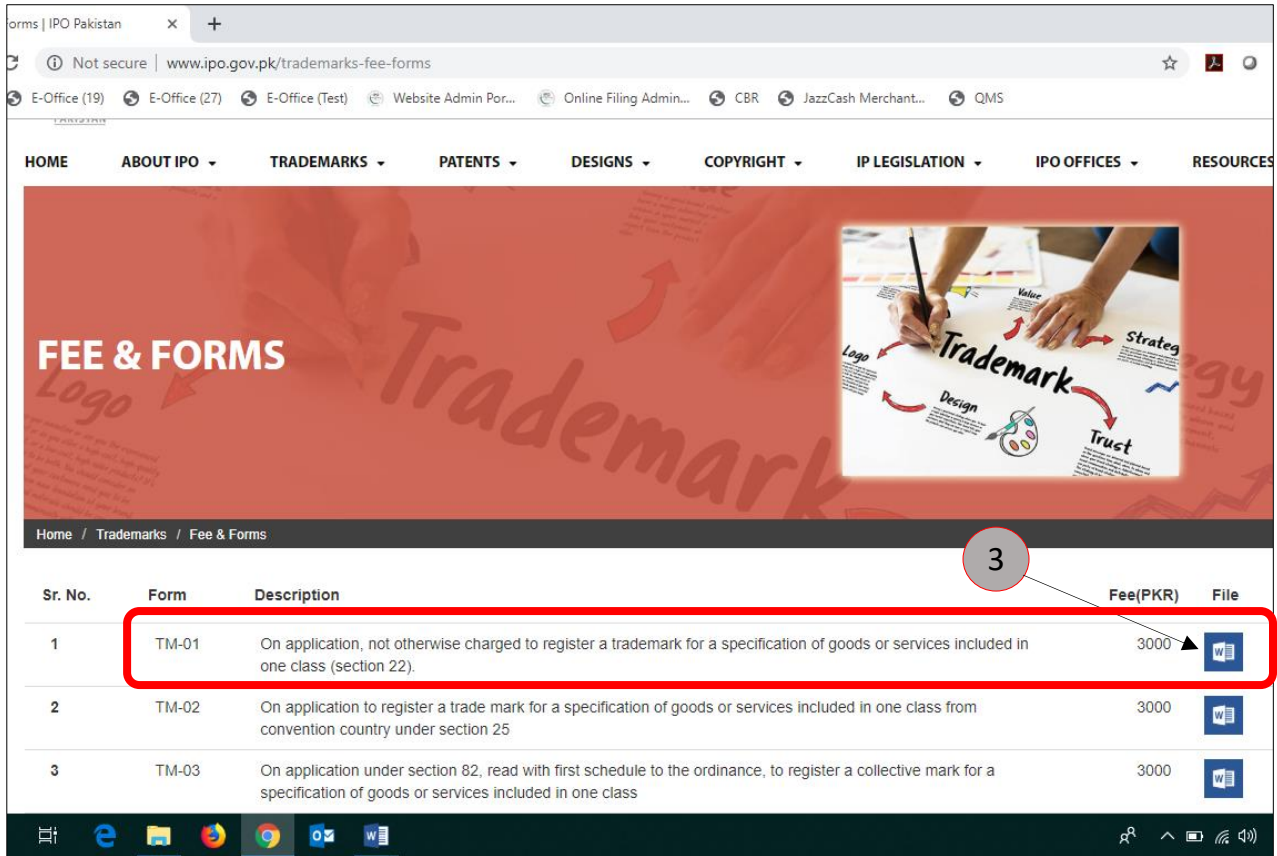 orms | IPO Pakistan
Not secure | www.ipo.gov.pk/trademarks-fee-forms
E-Office (19) E-Office (27) E-Office (Test) Website Admin Por... Online Filing Admin... CBR JazzCash Merchant... QMS
PAKISTAN
HOME ABOUT IPO TRADEMARKS PATENTS DESIGNS COPYRIGHT IP LEGISLATION IPO OFFICES RESOURCES
FEE & FORMS
Logo
Trademark
Value
Strateg
Logo
Trademark
Design
Trust
egy
Home / Trademarks / Fee & Forms
3
Sr. No. Form Description Fee(PKR) File
1 TM-01 On application, not otherwise charged to register a trademark for a specification of goods or services included in 3000
one class (section 22).
2 TM-02 On application to register a trade mark for a specification of goods or services included in one class from 3000
convention country under section 25
3 TM-03 On application under section 82, read with first schedule to the ordinance, to register a collective mark for a 3000
specification of goods or services included in one class